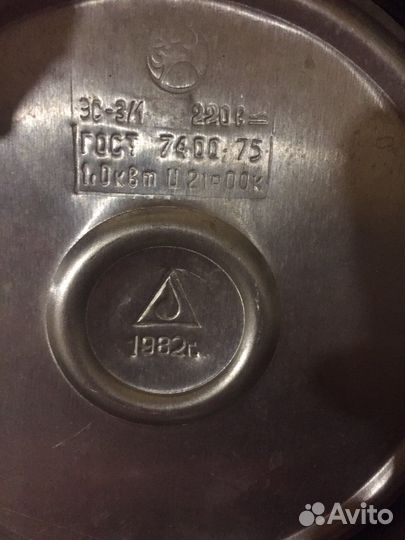 ЭС-3/1 220В
ГОСТ 7400-75
1,0кВт Ц 21-00к
1982г.
Avito